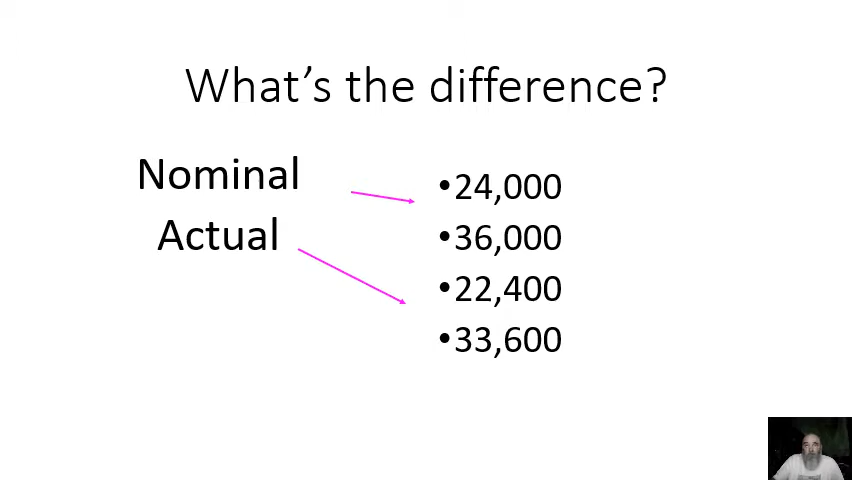 What's the difference?
Nominal
Actual
•24,000
•36,000
•22,400
•33,600